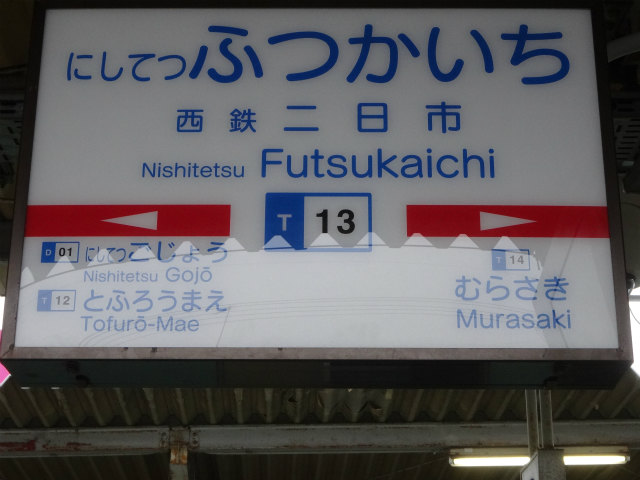 にしてつふつかいち
西鉄二日市
Nishitetsu Futsukaichi
T 13
D 01 にしてつごじょう
Nishitetsu Gojō
T 12 とふろうまえ
Tofurō-Mae
T 14
むらさき
Murasaki